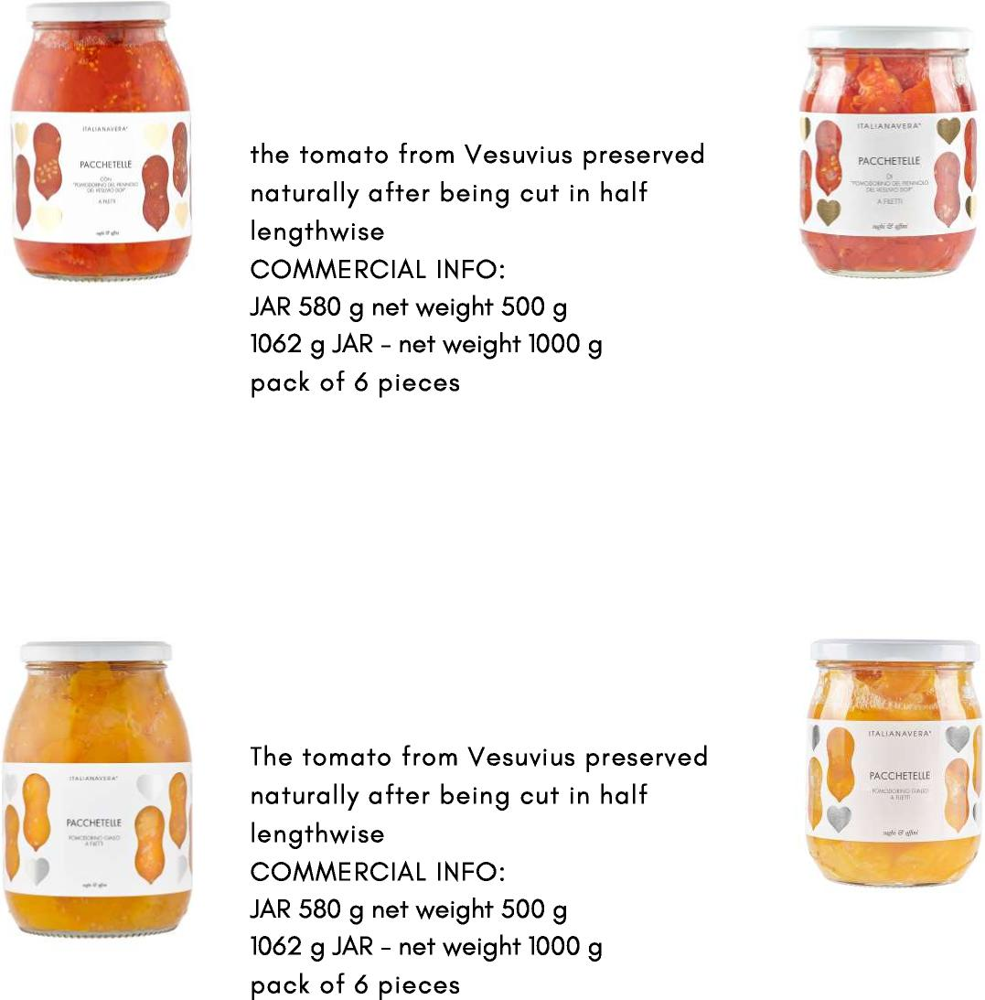 ITALIANAVERA®
PACCHETELLE
CON
"POMODORINO DEL PIENNOLO
DEL VESUVIO DOP"
A FILETTI
sughi & affini
the tomato from Vesuvius preserved
naturally after being cut in half
lengthwise
COMMERCIAL INFO:
JAR 580 g net weight 500 g
1062 g JAR - net weight 1000 g
pack of 6 pieces
ITALIANAVERA®
PACCHETELLE
DI
"POMODORINO DEL PIENNOLO
DEL VESUVIO DOP"
A FILETTI
sughi & affini
ITALIANAVERA®
PACCHETELLE
POMODORINO GIALLO
A FILETTI
sughi & affini
The tomato from Vesuvius preserved
naturally after being cut in half
lengthwise
COMMERCIAL INFO:
JAR 580 g net weight 500 g
1062 g JAR - net weight 1000 g
pack of 6 pieces
ITALIANAVERA®
PACCHETELLE
POMODORINO GIALLO
A FILETTI
sughi & affini